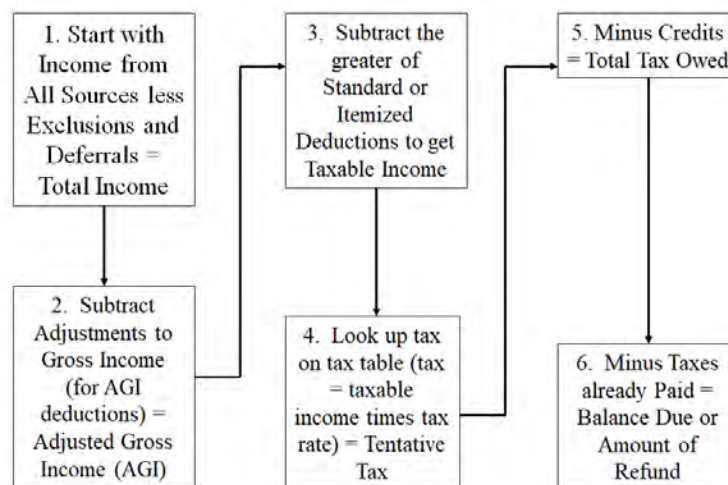 1. Start with
Income from
All Sources less
Exclusions and
Deferrals =
Total Income
2. Subtract
Adjustments to
Gross Income
(for AGI
deductions) =
Adjusted Gross
Income (AGI)
3. Subtract the
greater of
Standard or
Itemized
Deductions to get
Taxable Income
4. Look up tax
on tax table (tax
= taxable
income times tax
rate) = Tentative
Tax
5. Minus Credits
= Total Tax Owed
6. Minus Taxes
already Paid =
Balance Due or
Amount of
Refund